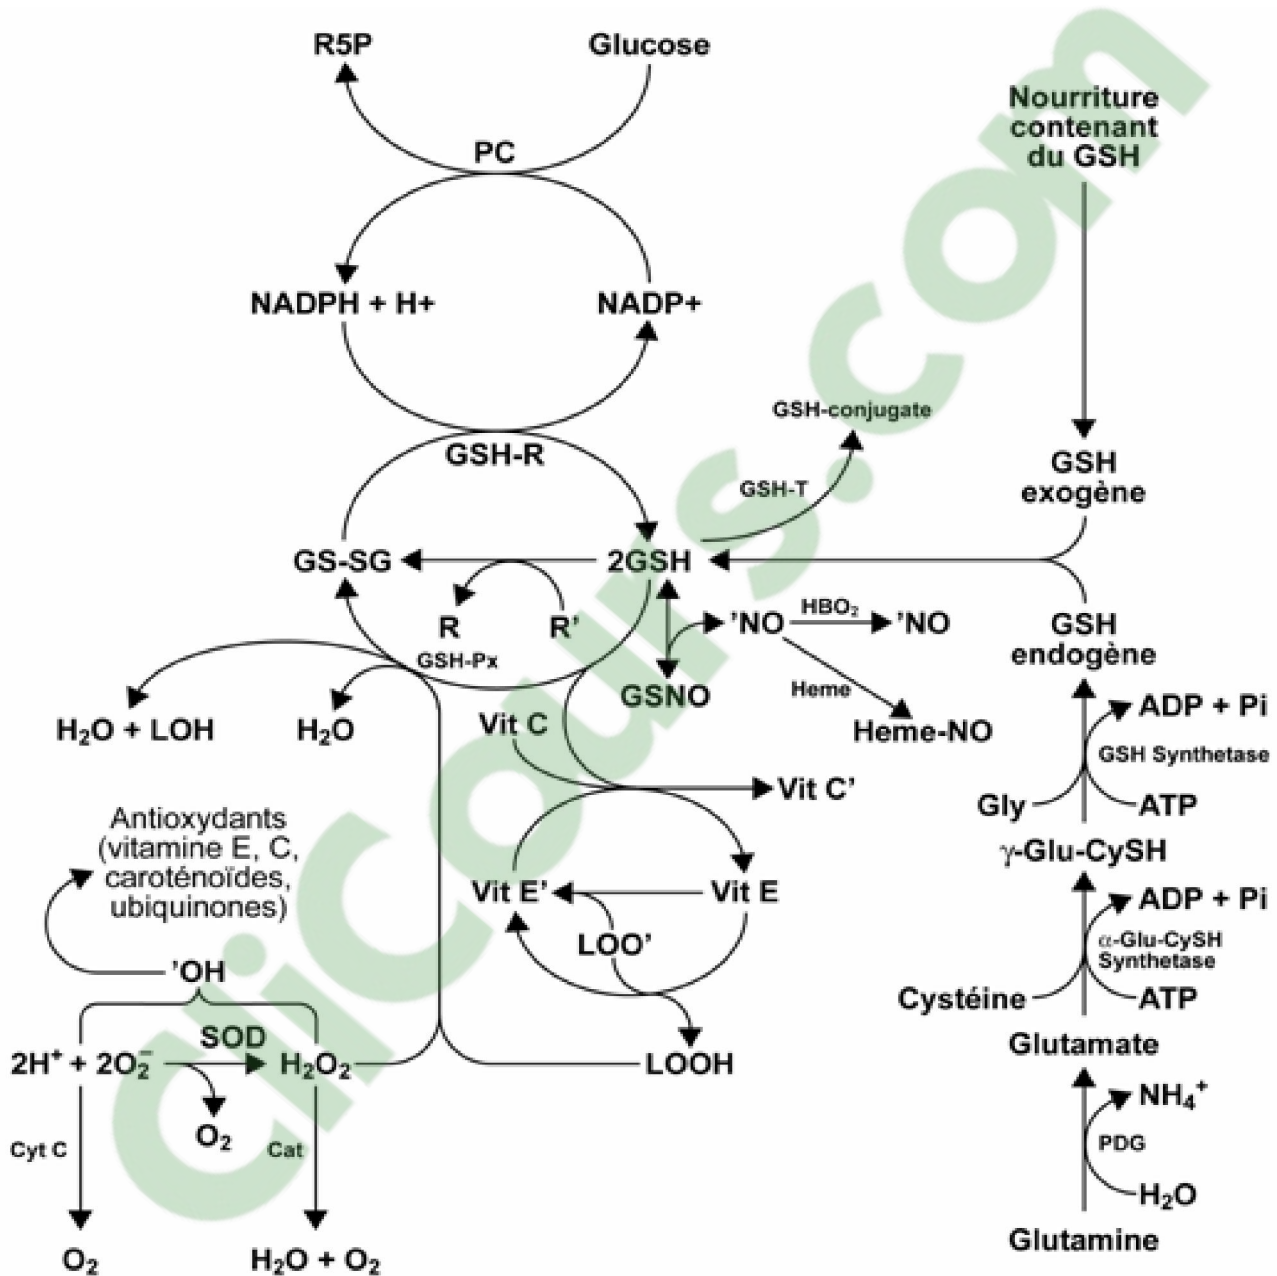 R5P
Glucose
Nourriture
contenant
du GSH
PC
NADPH + H+
NADP+
GSH-conjugate
GSH-R
GSH
exogène
GSH-T
GS-SG
2GSH
R
R'
'NO
HBO₂
'NO
GSH
endogène
GSH-Px
GSNO
Heme
Heme-NO
H₂O + LOH
H₂O
Vit C
ADP + Pi
GSH Synthetase
Vit C'
Gly
ATP
Antioxydants
(vitamine E, C,
caroténoïdes,
ubiquinones)
γ-Glu-CySH
Vit E'
Vit E
ADP + Pi
LOO'
α-Glu-CySH
Synthetase
'OH
Cystéine
ATP
SOD
2H⁺ + 2O₂⁻
H₂O₂
LOOH
Glutamate
NH₄⁺
O₂
Cyt C
Cat
PDG
H₂O
O₂
H₂O + O₂
Glutamine
cliCours.com